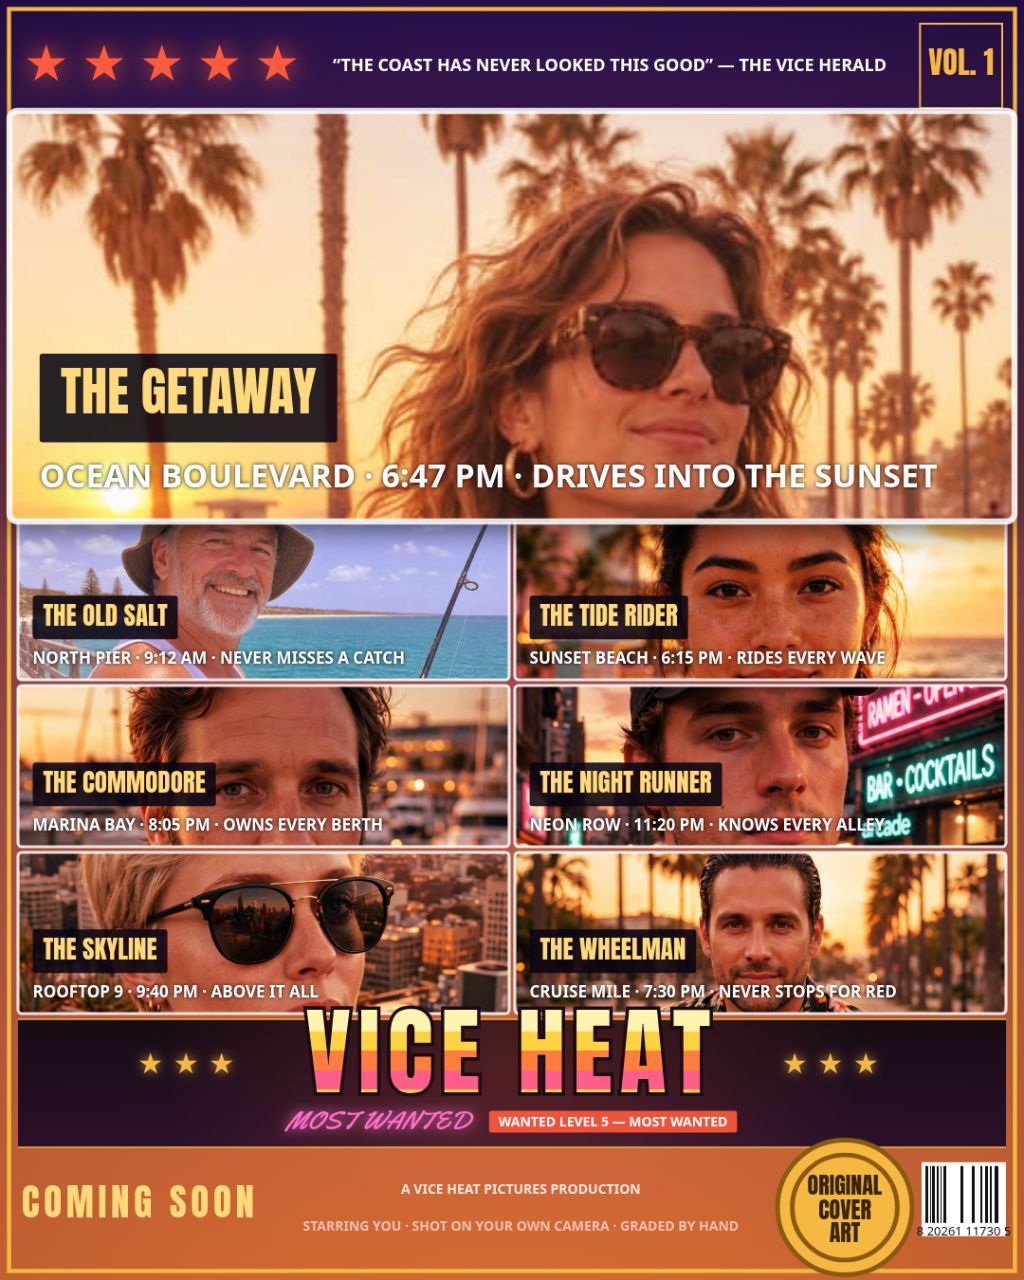 “THE COAST HAS NEVER LOOKED THIS GOOD” — THE VICE HERALD
VOL. 1
THE GETAWAY
OCEAN BOULEVARD · 6:47 PM · DRIVES INTO THE SUNSET
THE OLD SALT
NORTH PIER · 9:12 AM · NEVER MISSES A CATCH
THE TIDE RIDER
SUNSET BEACH · 6:15 PM · RIDES EVERY WAVE
THE COMMODORE
MARINA BAY · 8:05 PM · OWNS EVERY BERTH
RAMEN - OPEN
BAR • COCKTAILS
THE NIGHT RUNNER
NEON ROW · 11:20 PM · KNOWS EVERY ALLEY
THE SKYLINE
ROOFTOP 9 · 9:40 PM · ABOVE IT ALL
THE WHEELMAN
CRUISE MILE · 7:30 PM · NEVER STOPS FOR RED
VICE HEAT
MOST WANTED
WANTED LEVEL 5 — MOST WANTED
COMING SOON
A VICE HEAT PICTURES PRODUCTION
STARRING YOU · SHOT ON YOUR OWN CAMERA · GRADED BY HAND
ORIGINAL
COVER
ART
8 20261 11730 5